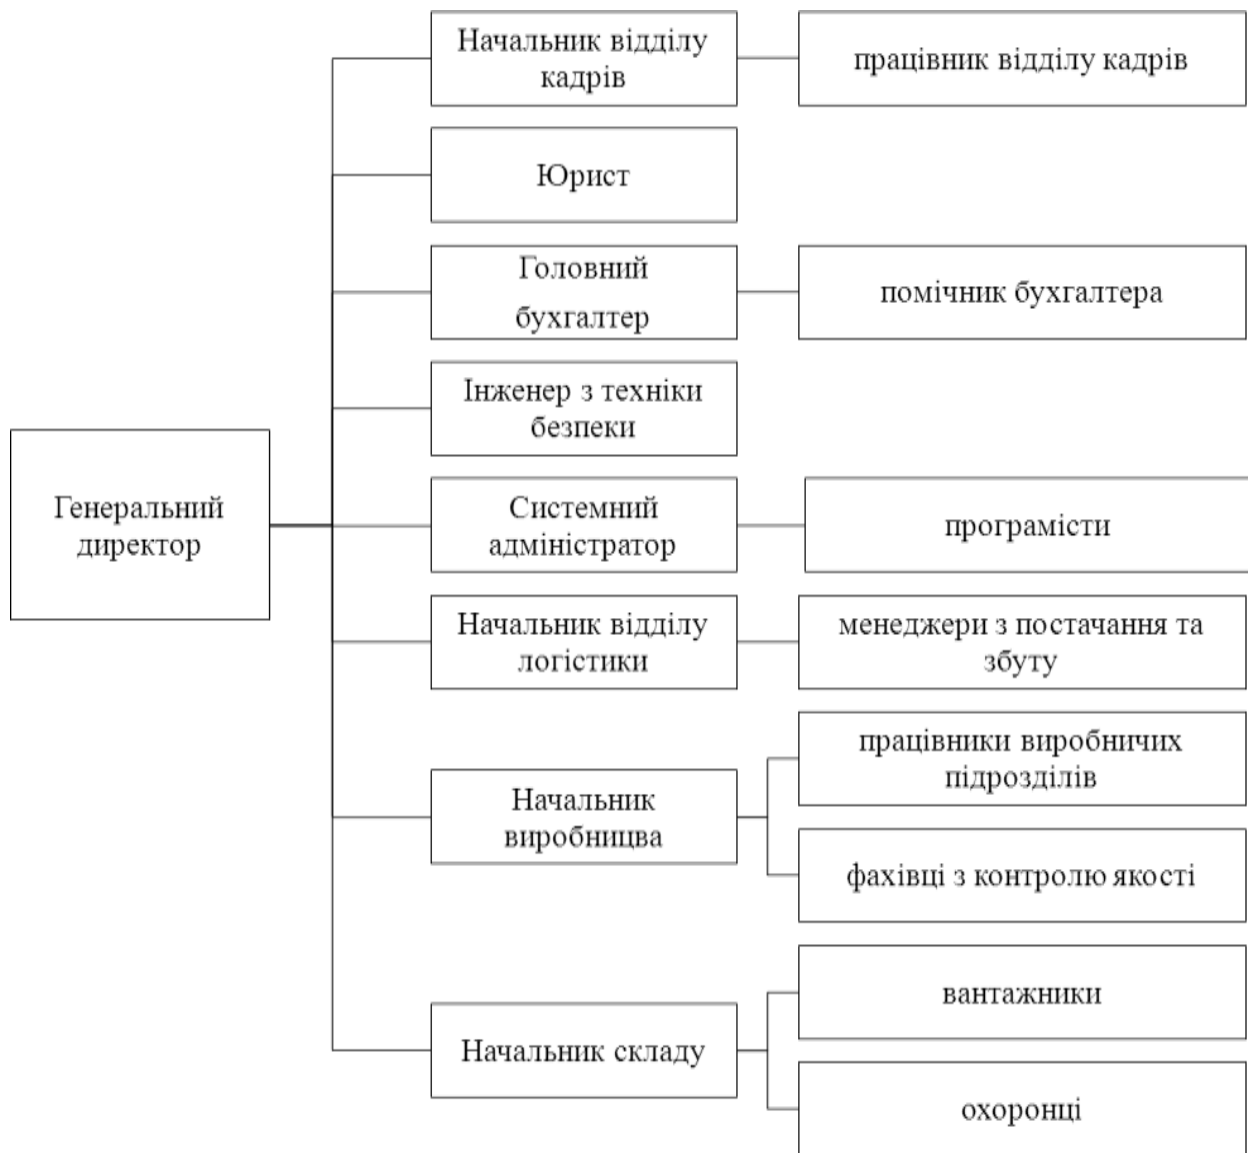 Начальник відділу
кадрів
працівник відділу кадрів
Юрист
Головний
бухгалтер
помічник бухгалтера
Інженер з техніки
безпеки
Генеральний
директор
Системний
адміністратор
програмісти
Начальник відділу
логістики
менеджери з постачання та
збуту
Начальник
виробницва
працівники виробничих
підрозділів
фахівці з контролю якості
Начальник складу
вантажники
охоронці